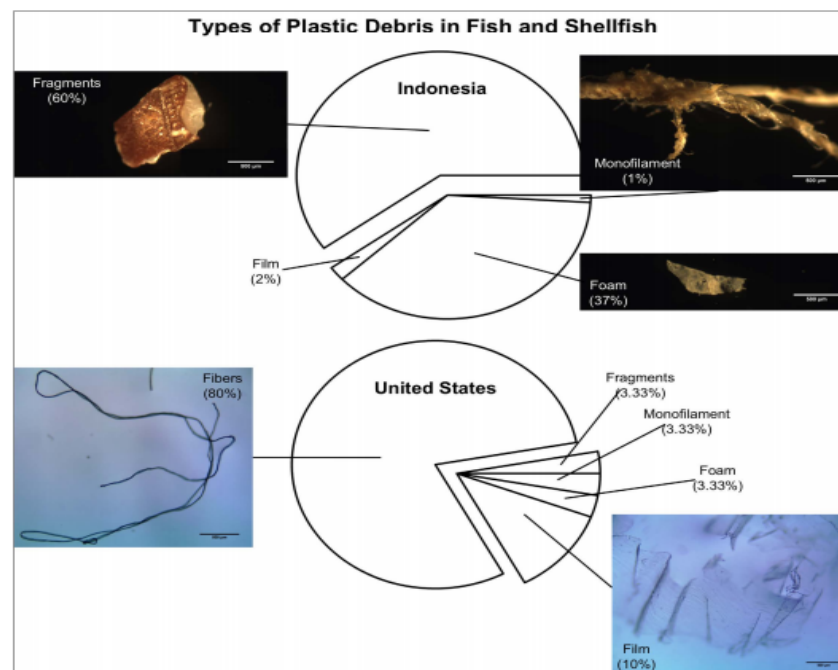 Types of Plastic Debris in Fish and Shellfish
Indonesia
Fragments
(60%)
Monofilament
(1%)
Film
(2%)
Foam
(37%)
United States
Fibers
(80%)
Fragments
(3.33%)
Monofilament
(3.33%)
Foam
(3.33%)
Film
(10%)